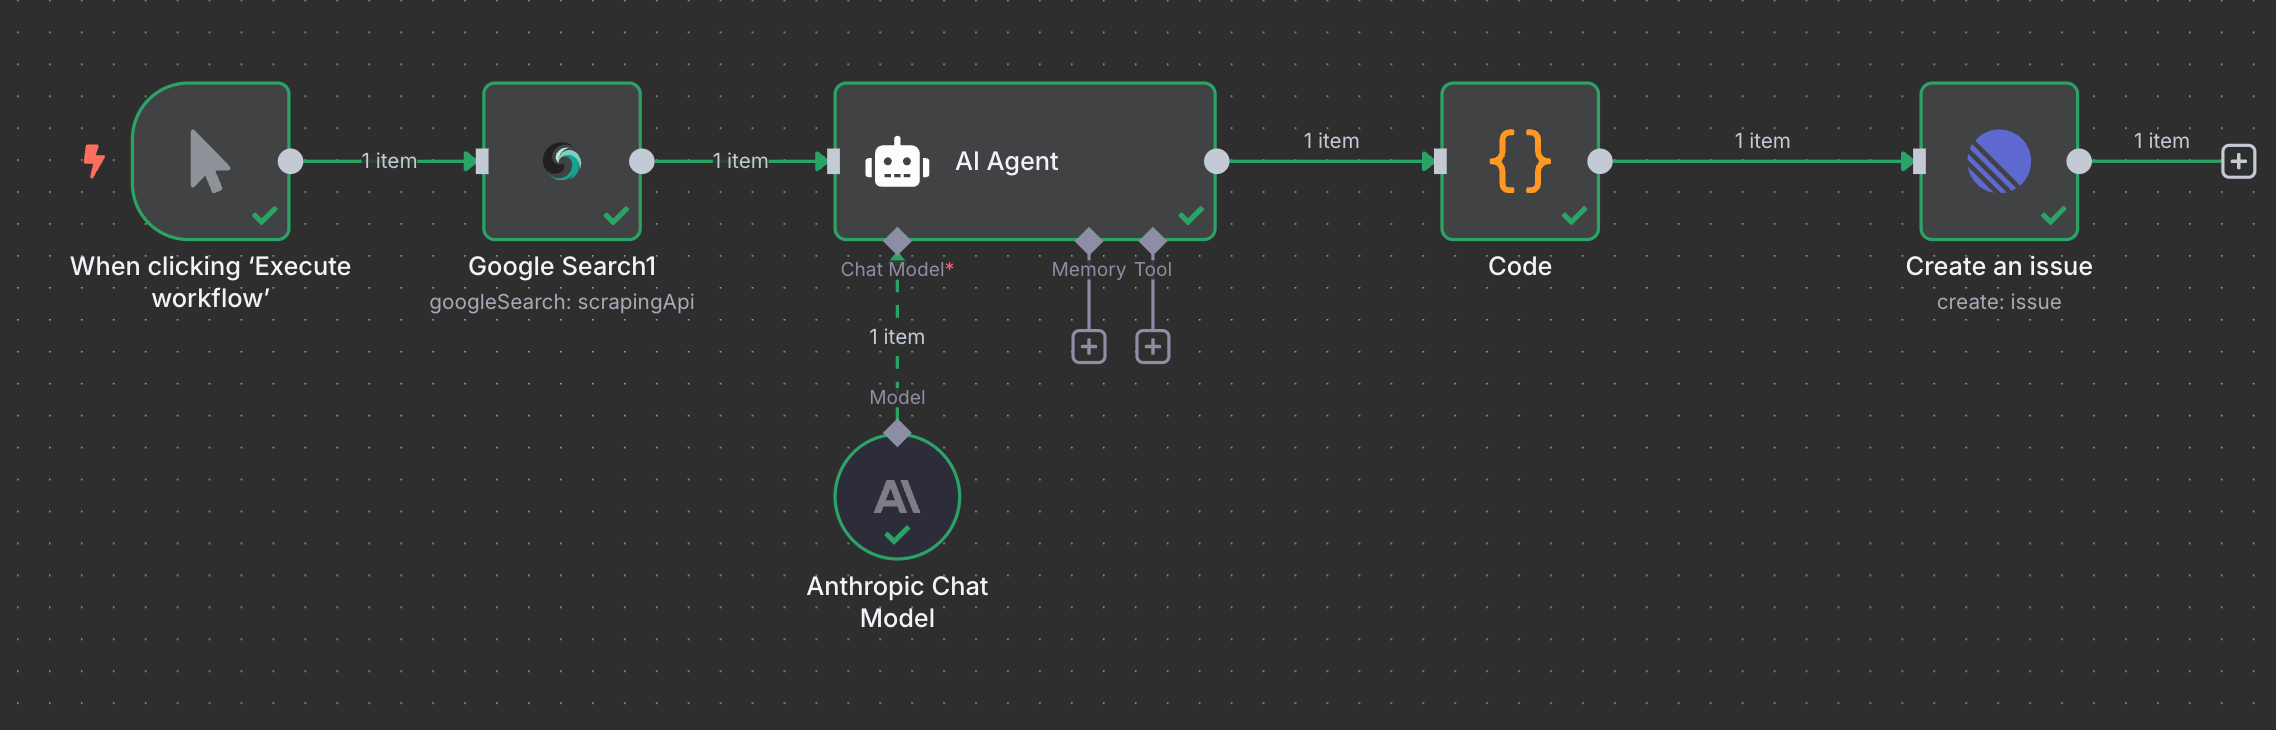 1 item
1 item
AI Agent
1 item
1 item
1 item
When clicking ‘Execute
workflow’
Google Search1
googleSearch: scrapingApi
Chat Model*
Memory
Tool
Code
Create an issue
create: issue
1 item
Model
Anthropic Chat
Model